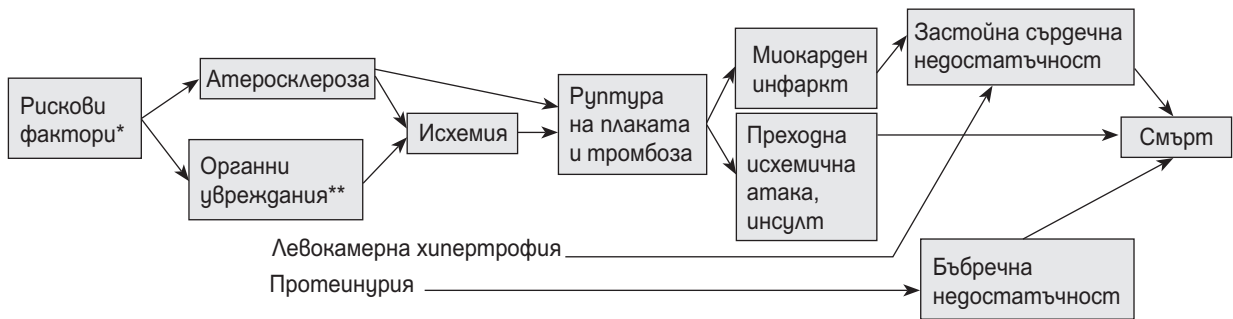 Рискови
фактори*
Атеросклероза
Органни
увреждания**
Исхемия
Руптура
на плаката
и тромбоза
Миокарден
инфаркт
Преходна
исхемична
атака,
инсулт
Застойна сърдечна
недостатъчност
Смърт
Левокамерна хипертрофия
Протеинурия
Бъбречна
недостатъчност